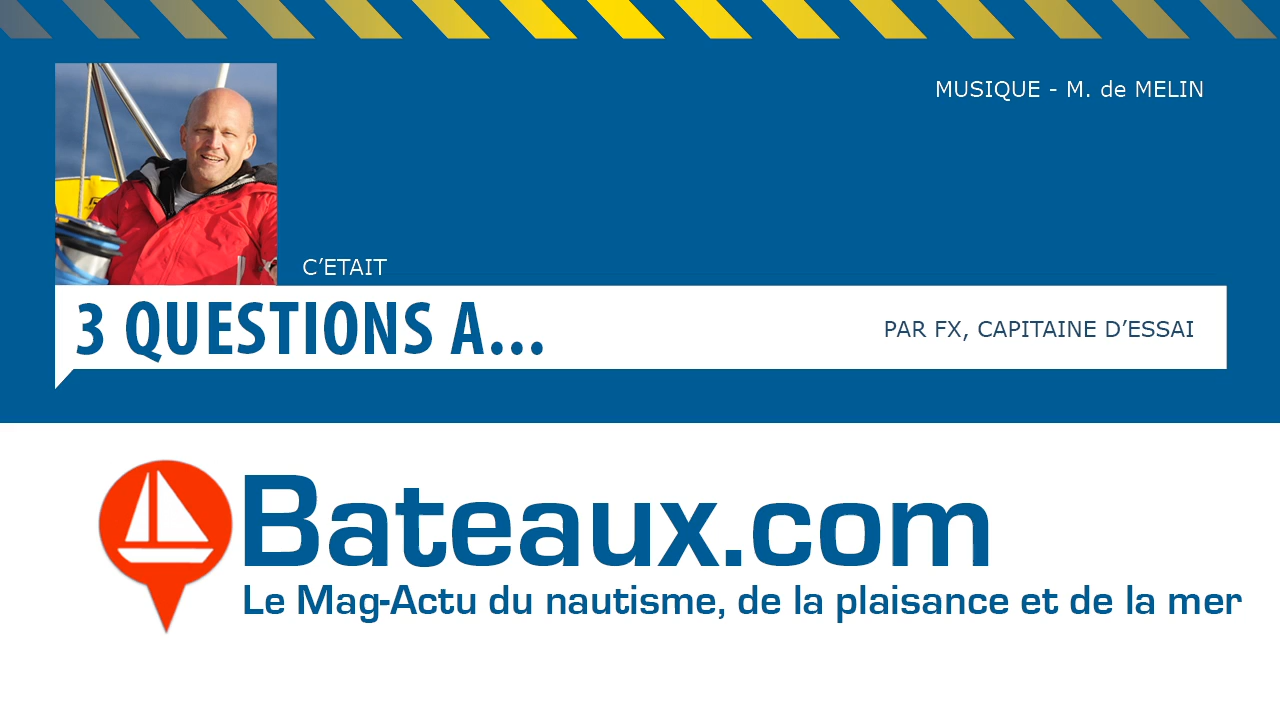 MUSIQUE - M. de MELIN
C'ETAIT
3 QUESTIONS A...
PAR FX, CAPITAINE D'ESSAI
Bateaux.com
Le Mag-Actu du nautisme, de la plaisance et de la mer